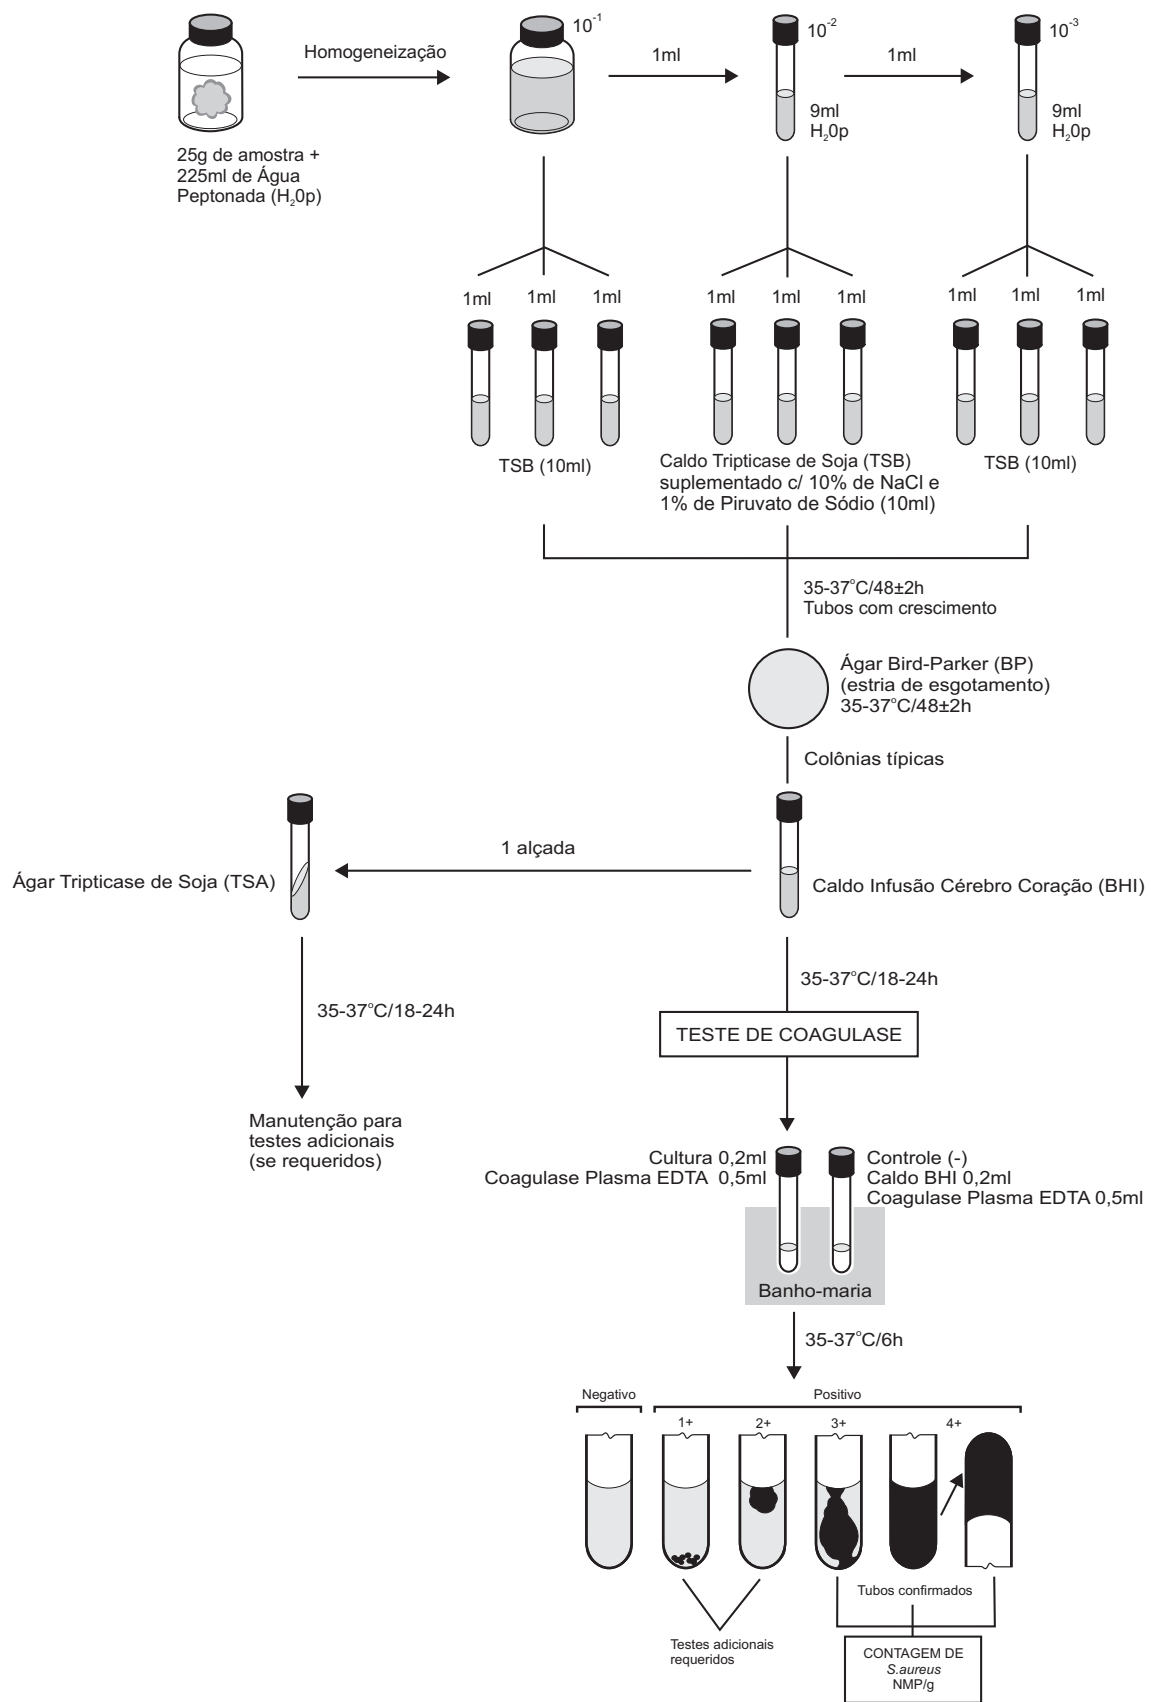 10-1
10-2
10-3
Homogeneização
1ml
1ml
9ml
H20p
9ml
H20p
25g de amostra +
225ml de Água
Peptonada (H20p)
1ml 1ml 1ml
1ml 1ml 1ml
1ml 1ml 1ml
TSB (10ml)
Caldo Tripticase de Soja (TSB)
suplementado c/ 10% de NaCl e
1% de Piruvato de Sódio (10ml)
TSB (10ml)
35-37°C/48±2h
Tubos com crescimento
Ágar Bird-Parker (BP)
(estria de esgotamento)
35-37°C/48±2h
Colônias típicas
1 alçada
Ágar Tripticase de Soja (TSA)
Caldo Infusão Cérebro Coração (BHI)
35-37°C/18-24h
35-37°C/18-24h
TESTE DE COAGULASE
Manutenção para
testes adicionais
(se requeridos)
Cultura 0,2ml
Coagulase Plasma EDTA 0,5ml
Controle (-)
Caldo BHI 0,2ml
Coagulase Plasma EDTA 0,5ml
Banho-maria
35-37°C/6h
Negativo
Positivo
1+
2+
3+
4+
Testes adicionais
requeridos
Tubos confirmados
CONTAGEM DE
S.aureus
NMP/g